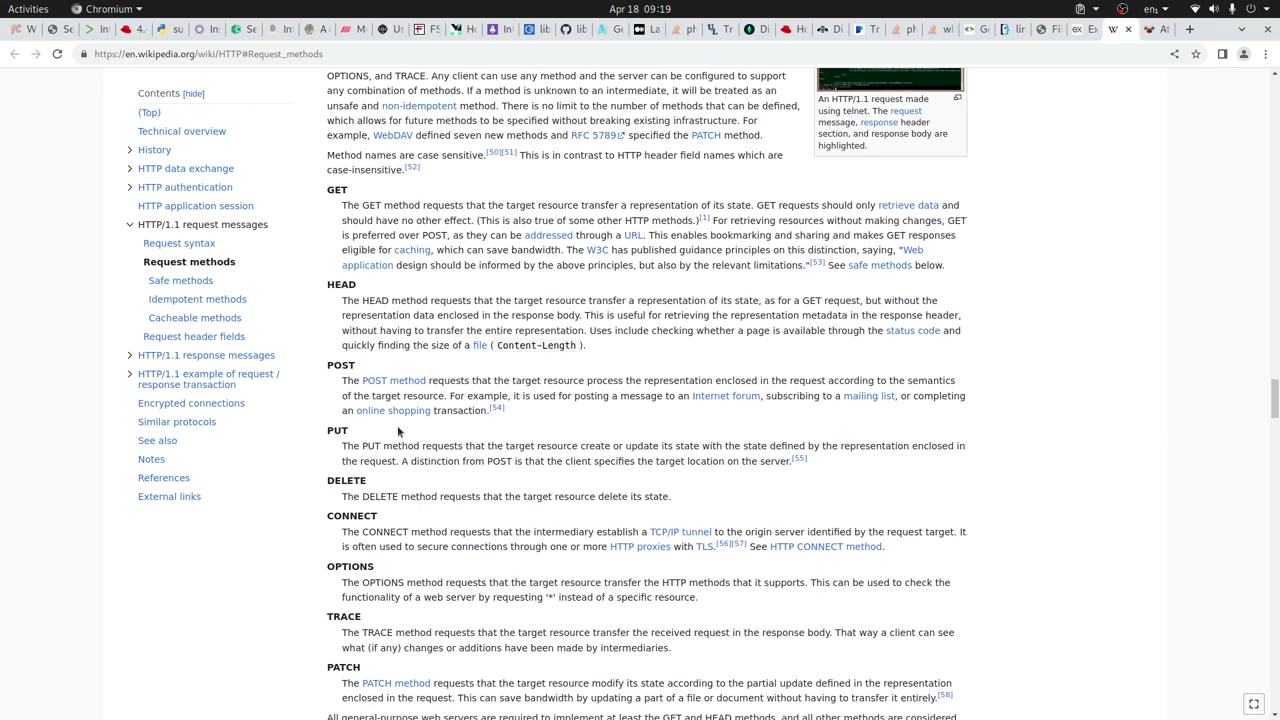 Activities
Chromium
Apr 18 09:19
W
Se
4.
Ma
Us
FS
Ne
lib
lib
La
ph
G
Re
Fil
ex
D
W
en
A
https://en.wikipedia.org/wiki/HTTP#Request_methods
Contents [hide]
(Top)
Technical overview
History
HTTP data exchange
HTTP authentication
HTTP application session
HTTP/1.1 request messages
Request syntax
Request methods
Safe methods
Idempotent methods
Cacheable methods
Request header fields
HTTP/1.1 response messages
HTTP/1.1 example of request /
response transaction
Encrypted connections
Similar protocols
See also
Notes
References
External links
OPTIONS, and TRACE. Any client can use any method and the server can be configured to support
any combination of methods. If a method is unknown to an intermediate, it will be treated as an
unsafe and non-idempotent method. There is no limit to the number of methods that can be defined,
which allows for future methods to be specified without breaking existing infrastructure. For
example, WebDAV defined seven new methods and RFC 5789 specified the PATCH method.
Method names are case sensitive.[50][51] This is in contrast to HTTP header field names which are
case-insensitive.[52]
An HTTP/1.1 request made
using telnet. The request
message, response header
section, and response body are
highlighted.
GET
The GET method requests that the target resource transfer a representation of its state. GET requests should only retrieve data and
should have no other effect. (This is also true of some other HTTP methods.)[1] For retrieving resources without making changes, GET
is preferred over POST, as they can be addressed through a URL. This enables bookmarking and sharing and makes GET responses
eligible for caching, which can save bandwidth. The W3C has published guidance principles on this distinction, saying, "Web
application design should be informed by the above principles, but also by the relevant limitations."[53] See safe methods below.
HEAD
The HEAD method requests that the target resource transfer a representation of its state, as for a GET request, but without the
representation data enclosed in the response body. This is useful for retrieving the representation metadata in the response header,
without having to transfer the entire representation. Uses include checking whether a page is available through the status code and
quickly finding the size of a file ( Content-Length ).
POST
The POST method requests that the target resource process the representation enclosed in the request according to the semantics
of the target resource. For example, it is used for posting a message to an Internet forum, subscribing to a mailing list, or completing
an online shopping transaction.[54]
PUT
The PUT method requests that the target resource create or update its state with the state defined by the representation enclosed in
the request. A distinction from POST is that the client specifies the target location on the server.[55]
DELETE
The DELETE method requests that the target resource delete its state.
CONNECT
The CONNECT method requests that the intermediary establish a TCP/IP tunnel to the origin server identified by the request target. It
is often used to secure connections through one or more HTTP proxies with TLS.[56][57] See HTTP CONNECT method.
OPTIONS
The OPTIONS method requests that the target resource transfer the HTTP methods that it supports. This can be used to check the
functionality of a web server by requesting '*' instead of a specific resource.
TRACE
The TRACE method requests that the target resource transfer the received request in the response body. That way a client can see
what (if any) changes or additions have been made by intermediaries.
PATCH
The PATCH method requests that the target resource modify its state according to the partial update defined in the representation
enclosed in the request. This can save bandwidth by updating a part of a file or document without having to transfer it entirely.[58]
All general-purpose web servers are required to implement at least the GET and HEAD methods, and all other methods are considered